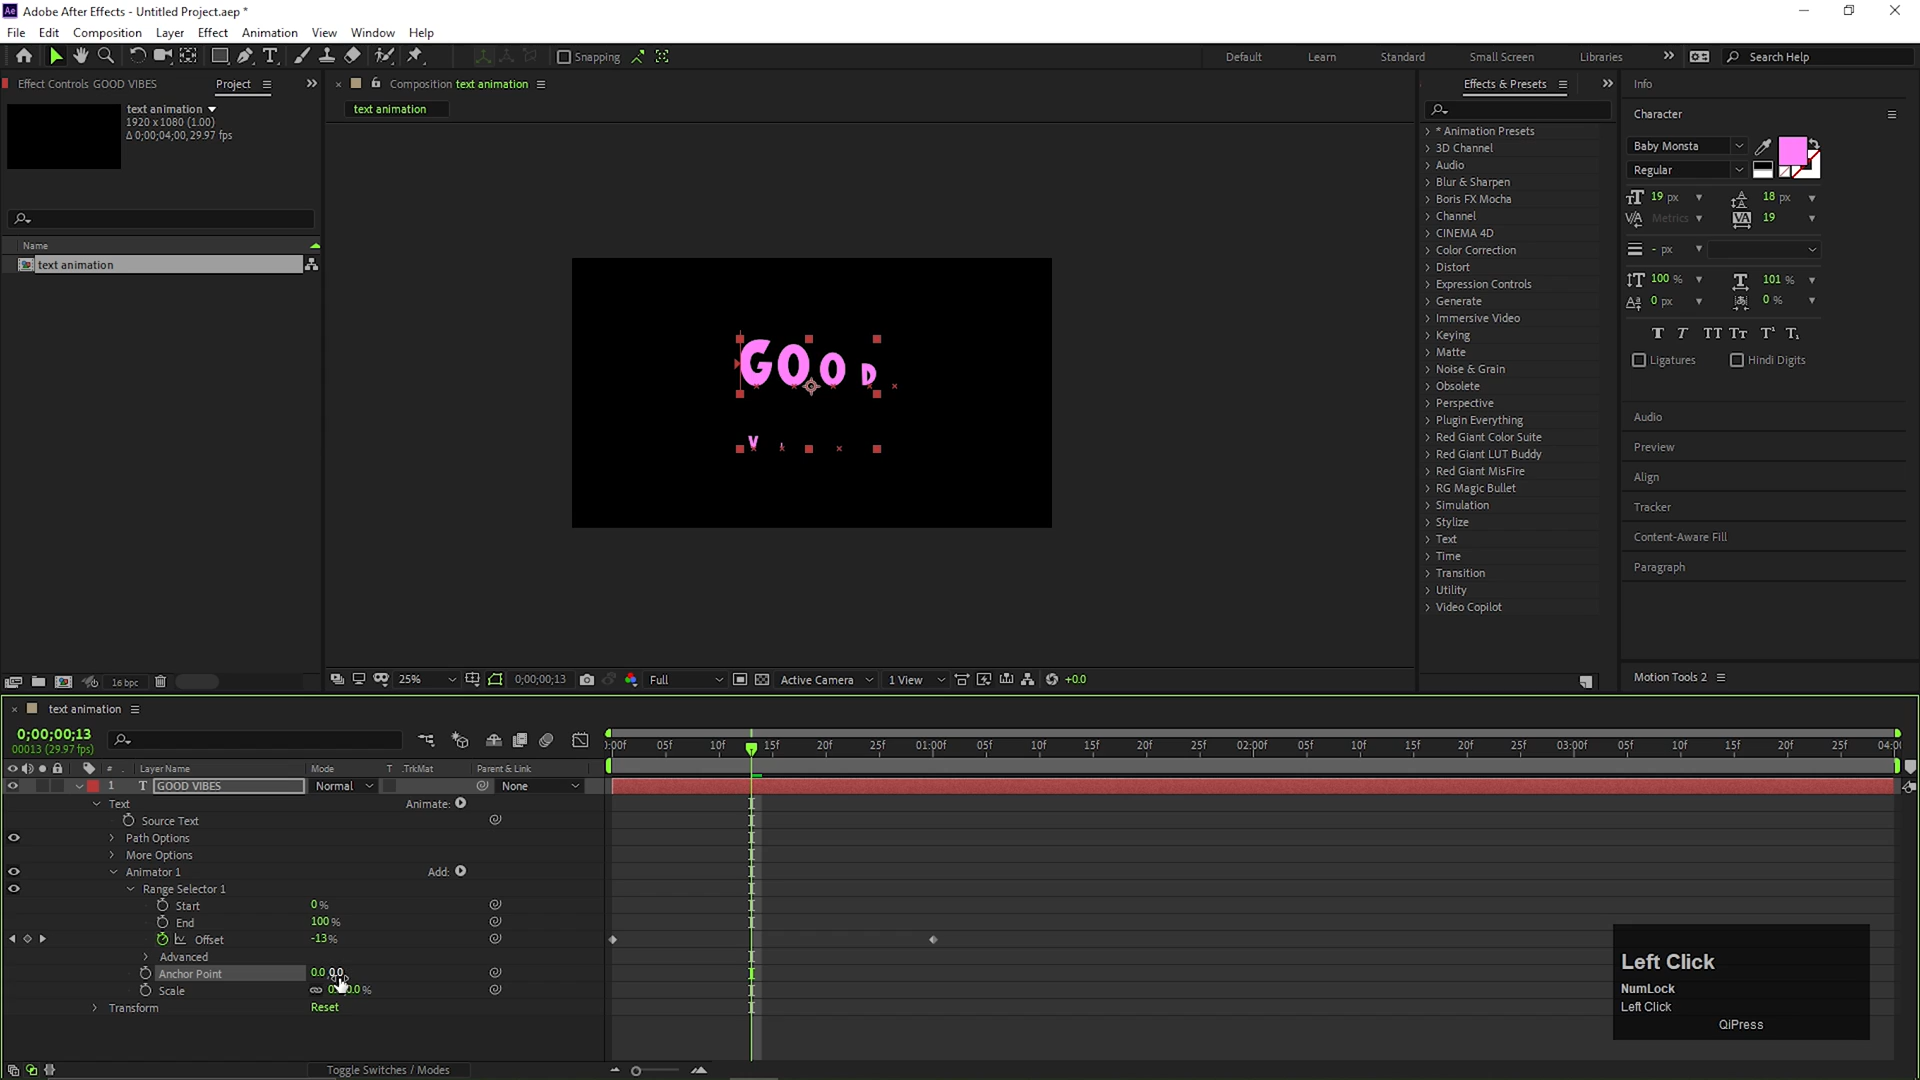 Ae Adobe After Effects - Untitled Project.aep *
File Edit Composition Layer Effect Animation View Window Help
Snapping
Default Learn Standard Small Screen Libraries Search Help
Effect Controls GOOD VIBES
Project
text animation
1920 x 1080 (1.00)
Δ 0;00;04;00, 29.97 fps
Name
text animation
16 bpc
Composition text animation
text animation
GOOD
V
25%
0;00;00;13
Full
Active Camera
1 View
+0.0
Effects & Presets
* Animation Presets
3D Channel
Audio
Blur & Sharpen
Boris FX Mocha
Channel
CINEMA 4D
Color Correction
Distort
Expression Controls
Generate
Immersive Video
Keying
Matte
Noise & Grain
Obsolete
Perspective
Plugin Everything
Red Giant Color Suite
Red Giant LUT Buddy
Red Giant MisFire
RG Magic Bullet
Simulation
Stylize
Text
Time
Transition
Utility
Video Copilot
Info
Character
Baby Monsta
Regular
19 px 18 px
Metrics 19
- px
100 % 101 %
0 px 0 %
Ligatures Hindi Digits
Audio
Preview
Align
Tracker
Content-Aware Fill
Paragraph
Motion Tools 2
text animation
0;00;00;13
00013 (29.97 fps)
:00f 05f 10f 15f 20f 25f 01:00f 05f 10f 15f 20f 25f 02:00f 05f 10f 15f 20f 25f 03:00f 05f 10f 15f 20f 25f 04:0
# Layer Name Mode T .TrkMat Parent & Link
1 T GOOD VIBES Normal None
Text Animate:
Source Text
Path Options
More Options
Animator 1 Add:
Range Selector 1
Start 0%
End 100%
Offset -13%
Advanced
Anchor Point 0.0 0.0
Scale
Transform Reset
Toggle Switches / Modes
Left Click
NumLock
Left Click
QiPress